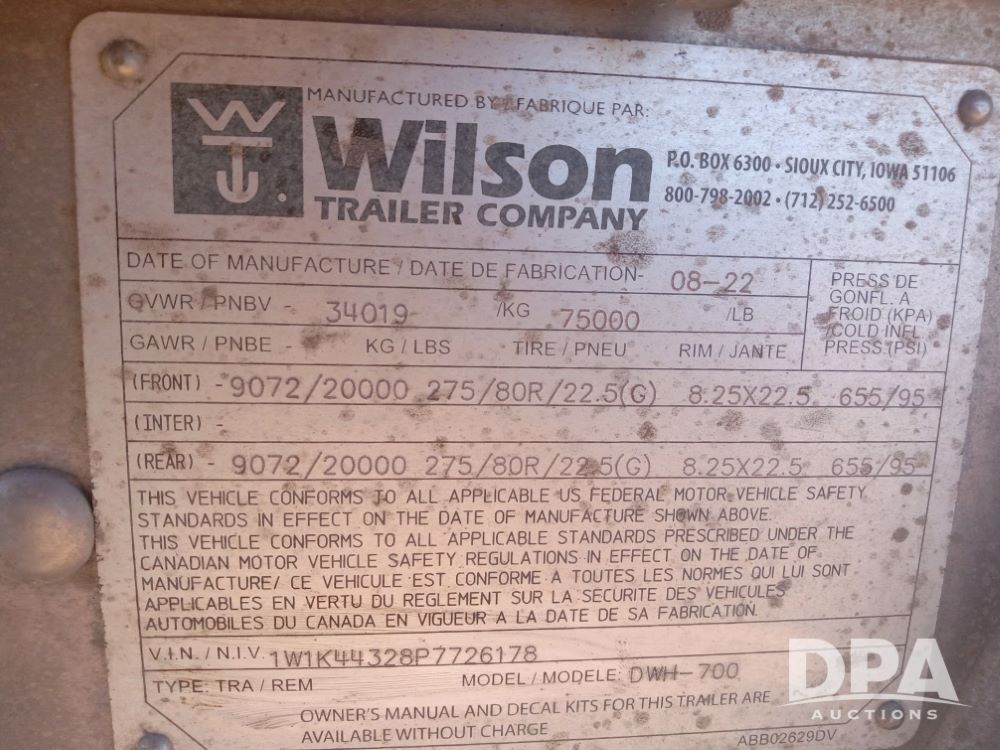 MANUFACTURED BY / FABRIQUE PAR:
Wilson
TRAILER COMPANY
P.O. BOX 6300 • SIOUX CITY, IOWA 51106
800-798-2002 • (712) 252-6500
DATE OF MANUFACTURE / DATE DE FABRICATION- 08-22
GVWR / PNBV - 34019 /KG 75000 /LB
PRESS DE
GONFL. A
FROID (KPA)
/COLD INFL
PRESS.(PSI)
GAWR / PNBE - KG / LBS TIRE / PNEU RIM / JANTE
(FRONT) - 9072/20000 275/80R/22.5(G) 8.25X22.5 655/95
(INTER) -
(REAR) - 9072/20000 275/80R/22.5(G) 8.25X22.5 655/95
THIS VEHICLE CONFORMS TO ALL APPLICABLE US FEDERAL MOTOR VEHICLE SAFETY
STANDARDS IN EFFECT ON THE DATE OF MANUFACTURE SHOWN ABOVE.
THIS VEHICLE CONFORMS TO ALL APPLICABLE STANDARDS PRESCRIBED UNDER THE
CANADIAN MOTOR VEHICLE SAFETY REGULATIONS IN EFFECT ON THE DATE OF
MANUFACTURE/ CE VEHICULE EST CONFORME A TOUTES LES NORMES QUI LUI SONT
APPLICABLES EN VERTU DU REGLEMENT SUR LA SECURITE DES VEHICULES
AUTOMOBILES DU CANADA EN VIGUEUR A LA DATE DE SA FABRICATION.
V.I.N. / N.I.V. 1W1K44328P7726178
TYPE: TRA / REM MODEL / MODELE: DWH-700
OWNER'S MANUAL AND DECAL KITS FOR THIS TRAILER ARE
AVAILABLE WITHOUT CHARGE
ABB02629DV
DPA
AUCTIONS